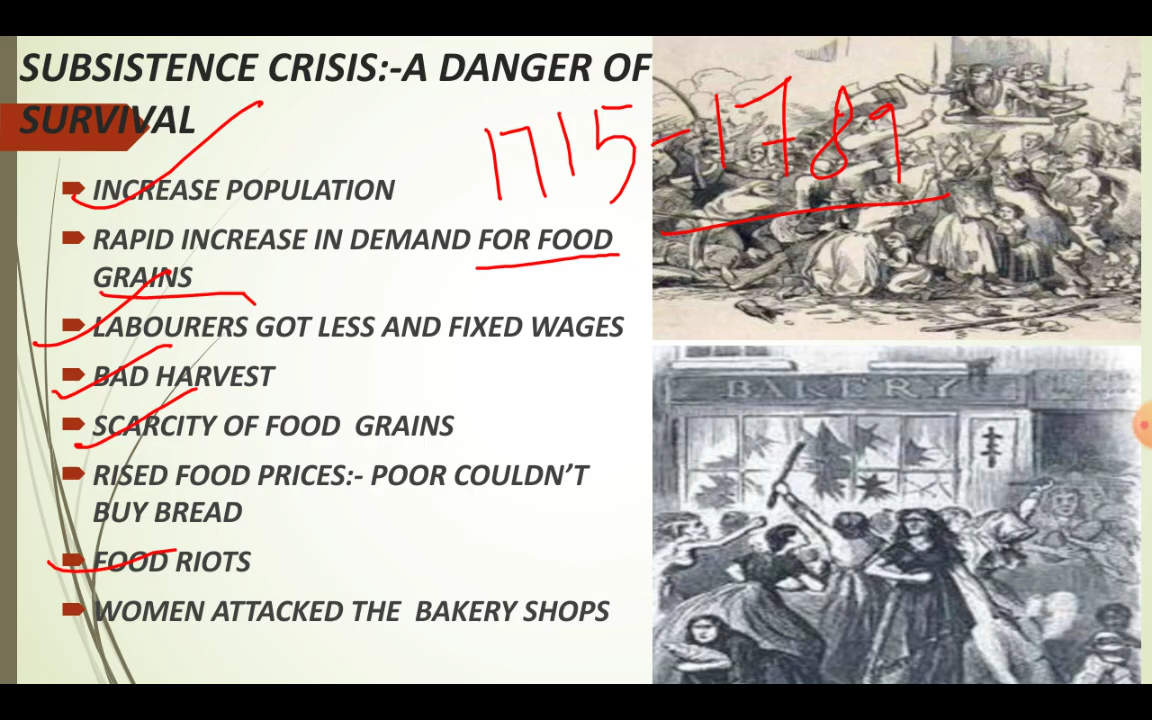 SUBSISTENCE CRISIS:-A DANGER OF
SURVIVAL
1715-1789
INCREASE POPULATION
RAPID INCREASE IN DEMAND FOR FOOD
GRAINS
LABOURERS GOT LESS AND FIXED WAGES
BAD HARVEST
SCARCITY OF FOOD GRAINS
RISED FOOD PRICES:- POOR COULDN'T
BUY BREAD
FOOD RIOTS
WOMEN ATTACKED THE BAKERY SHOPS
BAKERY